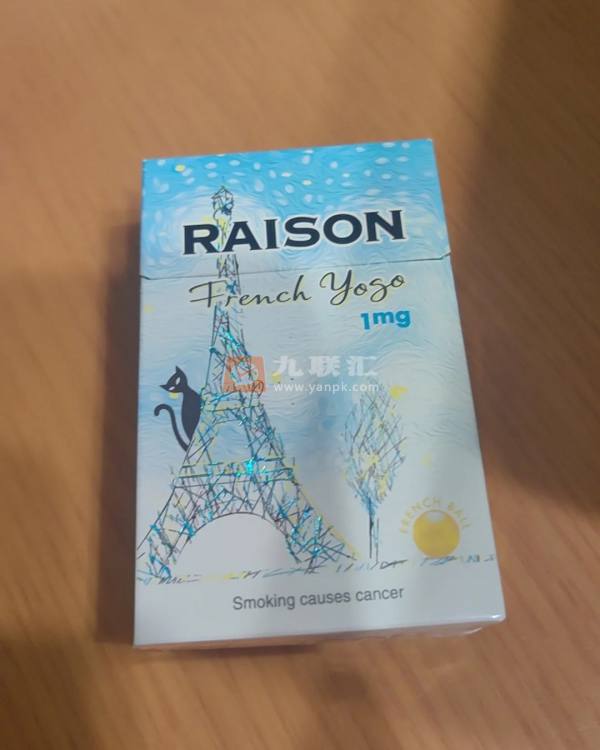 RAISON
French Yogo
1mg
九联汇
www.yanpk.com
FRENCH BALL
Smoking causes cancer